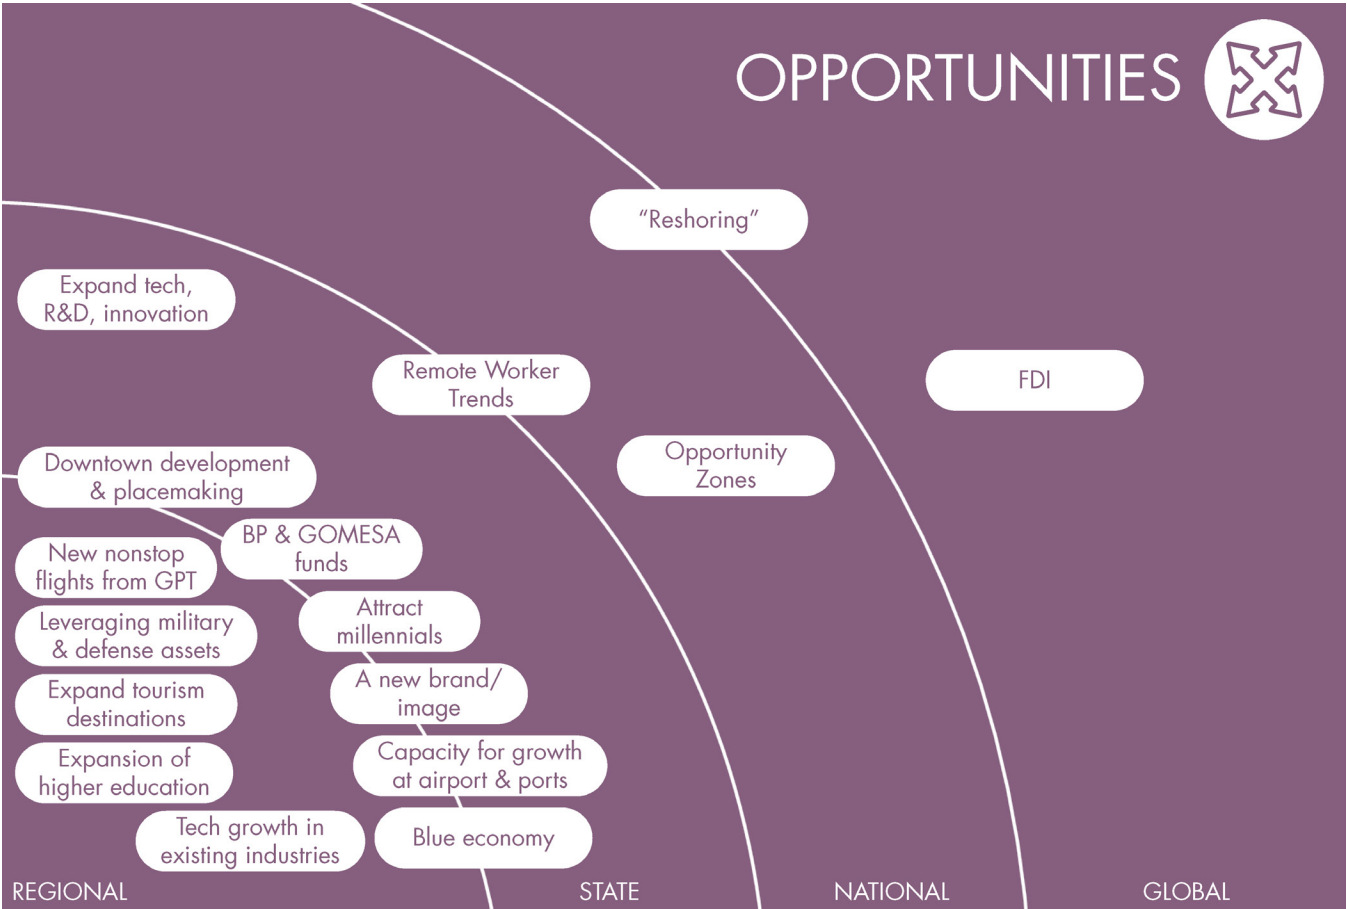 OPPORTUNITIES
“Reshoring”
Expand tech,
R&D, innovation
Remote Worker
Trends
FDI
Opportunity
Zones
Downtown development
& placemaking
BP & GOMESA
funds
New nonstop
flights from GPT
Attract
millennials
Leveraging military
& defense assets
A new brand/
image
Expand tourism
destinations
Capacity for growth
at airport & ports
Expansion of
higher education
Tech growth in
existing industries
Blue economy
REGIONAL
STATE
NATIONAL
GLOBAL